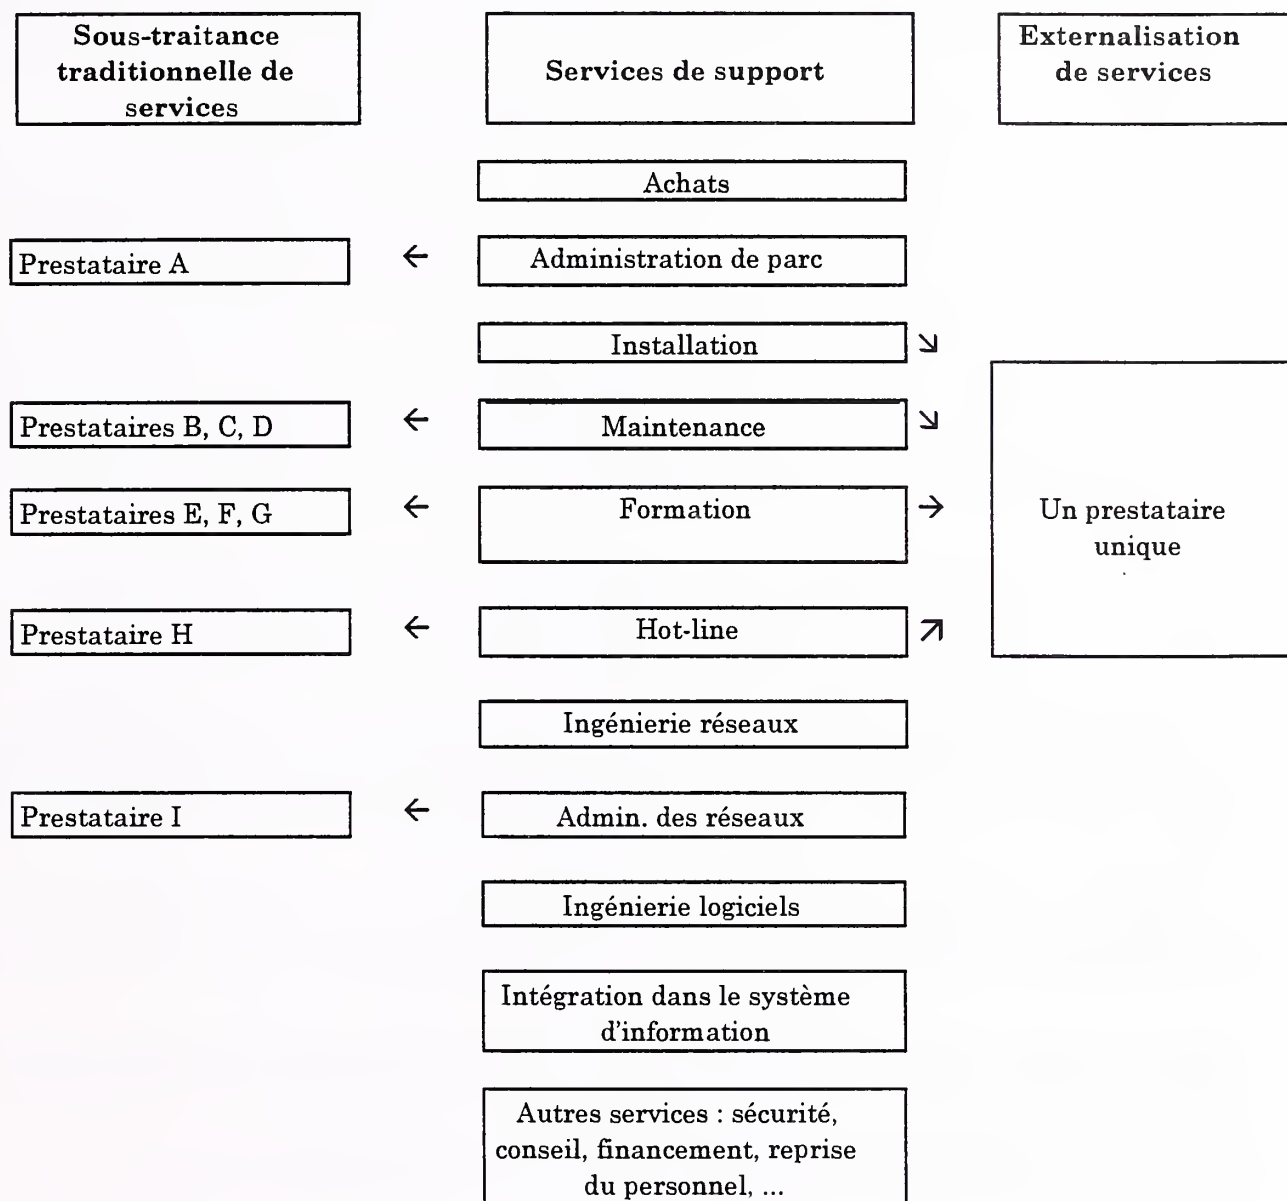 Sous-traitance
traditionnelle de
services
Services de support
Externalisation
de services
Achats
Prestataire A
←
Administration de parc
Installation
↘
Prestataires B, C, D
←
Maintenance
↘
Prestataires E, F, G
←
Formation
→
Un prestataire
unique
Prestataire H
←
Hot-line
↗
Ingénierie réseaux
Prestataire I
←
Admin. des réseaux
Ingénierie logiciels
Intégration dans le système
d'information
Autres services : sécurité,
conseil, financement, reprise
du personnel, ...